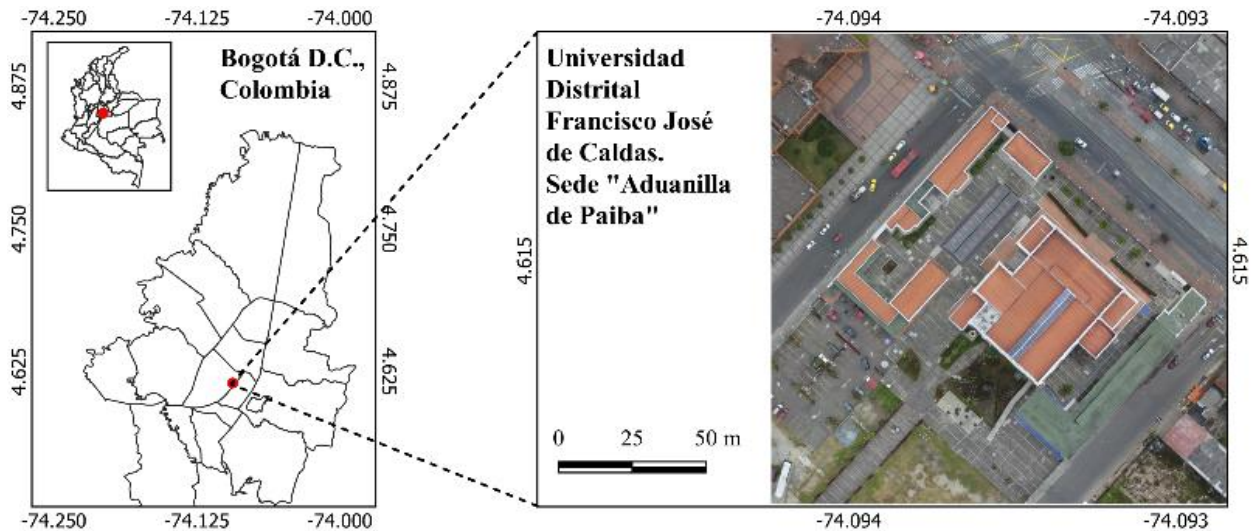 -74.250 -74.125 -74.000
-74.094 -74.093
Bogotá D.C.,
Colombia
4.875
4.750
4.625
4.875
4.750
4.625
Universidad
Distrital
Francisco José
de Caldas.
Sede "Aduanilla
de Paiba"
4.615
4.615
0 25 50 m
-74.250 -74.125 -74.000
-74.094 -74.093